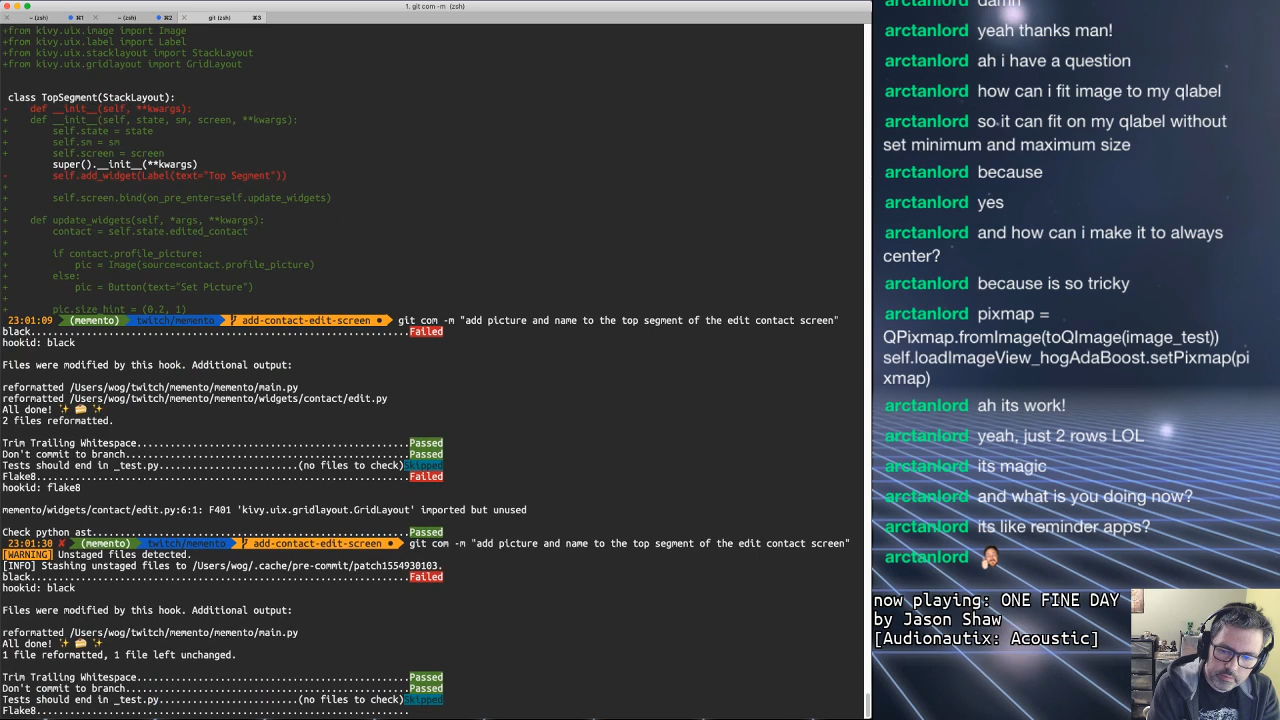 1. git com -m (zsh)
~ (zsh) ⌘1 ~ (zsh) ⌘2 git (zsh) ⌘3
+from kivy.uix.image import Image
+from kivy.uix.label import Label
+from kivy.uix.stacklayout import StackLayout
+from kivy.uix.gridlayout import GridLayout
class TopSegment(StackLayout):
- def __init__(self, **kwargs):
+ def __init__(self, state, sm, screen, **kwargs):
+ self.state = state
+ self.sm = sm
+ self.screen = screen
super().__init__(**kwargs)
- self.add_widget(Label(text="Top Segment"))
+
+ self.screen.bind(on_pre_enter=self.update_widgets)
+
+ def update_widgets(self, *args, **kwargs):
+ contact = self.state.edited_contact
+
+ if contact.profile_picture:
+ pic = Image(source=contact.profile_picture)
+ else:
+ pic = Button(text="Set Picture")
+
+ pic.size_hint = (0.2, 1)
23:01:09 (memento) twitch/memento add-contact-edit-screen ● git com -m "add picture and name to the top segment of the edit contact screen"
black....................................................................Failed
hookid: black
Files were modified by this hook. Additional output:
reformatted /Users/wog/twitch/memento/memento/main.py
reformatted /Users/wog/twitch/memento/memento/widgets/contact/edit.py
All done! ✨ 🍰 ✨
2 files reformatted.
Trim Trailing Whitespace.................................................Passed
Don't commit to branch...................................................Passed
Tests should end in _test.py.........................(no files to check)Skipped
Flake8...................................................................Failed
hookid: flake8
memento/widgets/contact/edit.py:6:1: F401 'kivy.uix.gridlayout.GridLayout' imported but unused
Check python ast.........................................................Passed
23:01:30 ✘ (memento) twitch/memento add-contact-edit-screen ● git com -m "add picture and name to the top segment of the edit contact screen"
[WARNING] Unstaged files detected.
[INFO] Stashing unstaged files to /Users/wog/.cache/pre-commit/patch1554930103.
black....................................................................Failed
hookid: black
Files were modified by this hook. Additional output:
reformatted /Users/wog/twitch/memento/memento/main.py
All done! ✨ 🍰 ✨
1 file reformatted, 1 file left unchanged.
Trim Trailing Whitespace.................................................Passed
Don't commit to branch...................................................Passed
Tests should end in _test.py.........................(no files to check)Skipped
Flake8...................................................................
arctanlord damn
arctanlord yeah thanks man!
arctanlord ah i have a question
arctanlord how can i fit image to my qlabel
arctanlord so it can fit on my qlabel without
set minimum and maximum size
arctanlord because
arctanlord yes
arctanlord and how can i make it to always
center?
arctanlord because is so tricky
arctanlord pixmap =
QPixmap.fromImage(toQImage(image_test))
self.loadImageView_hogAdaBoost.setPixmap(pi
xmap)
arctanlord ah its work!
arctanlord yeah, just 2 rows LOL
arctanlord its magic
arctanlord and what is you doing now?
arctanlord its like reminder apps?
arctanlord
now playing: ONE FINE DAY
by Jason Shaw
[Audionautix: Acoustic]